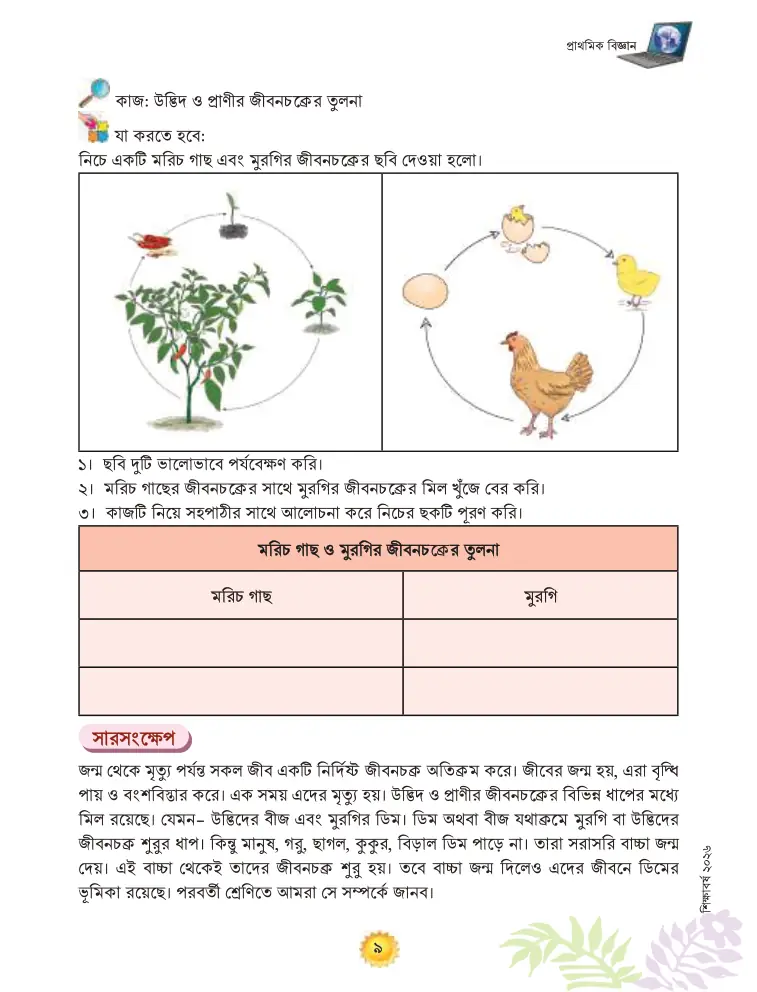 প্রাথমিক বিজ্ঞান
কাজ: উদ্ভিদ ও প্রাণীর জীবনচক্রের তুলনা
যা করতে হবে:
নিচে একটি মরিচ গাছ এবং মুরগির জীবনচক্রের ছবি দেওয়া হলো।
১। ছবি দুটি ভালোভাবে পর্যবেক্ষণ করি।
২। মরিচ গাছের জীবনচক্রের সাথে মুরগির জীবনচক্রের মিল খুঁজে বের করি।
৩। কাজটি নিয়ে সহপাঠীর সাথে আলোচনা করে নিচের ছকটি পূরণ করি।
মরিচ গাছ ও মুরগির জীবনচক্রের তুলনা
মরিচ গাছ
মুরগি
সারসংক্ষেপ
জন্ম থেকে মৃত্যু পর্যন্ত সকল জীব একটি নির্দিষ্ট জীবনচক্র অতিক্রম করে। জীবের জন্ম হয়, এরা বৃদ্ধি
পায় ও বংশবিস্তার করে। এক সময় এদের মৃত্যু হয়। উদ্ভিদ ও প্রাণীর জীবনচক্রের বিভিন্ন ধাপের মধ্যে
মিল রয়েছে। যেমন– উদ্ভিদের বীজ এবং মুরগির ডিম। ডিম অথবা বীজ যথাক্রমে মুরগি বা উদ্ভিদের
জীবনচক্র শুরুর ধাপ। কিন্তু মানুষ, গরু, ছাগল, কুকুর, বিড়াল ডিম পাড়ে না। তারা সরাসরি বাচ্চা জন্ম
দেয়। এই বাচ্চা থেকেই তাদের জীবনচক্র শুরু হয়। তবে বাচ্চা জন্ম দিলেও এদের জীবনে ডিমের
ভূমিকা রয়েছে। পরবর্তী শ্রেণিতে আমরা সে সম্পর্কে জানব।
শিক্ষাবর্ষ ২০২৬
৯